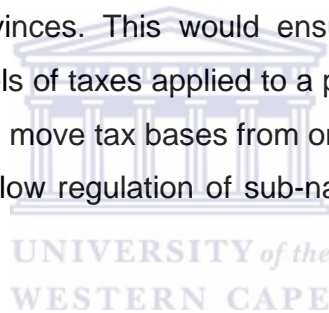 vinces. This would ens
els of taxes applied to a p
move tax bases from or
low regulation of sub-na
UNIVERSITY of the
WESTERN CAPE